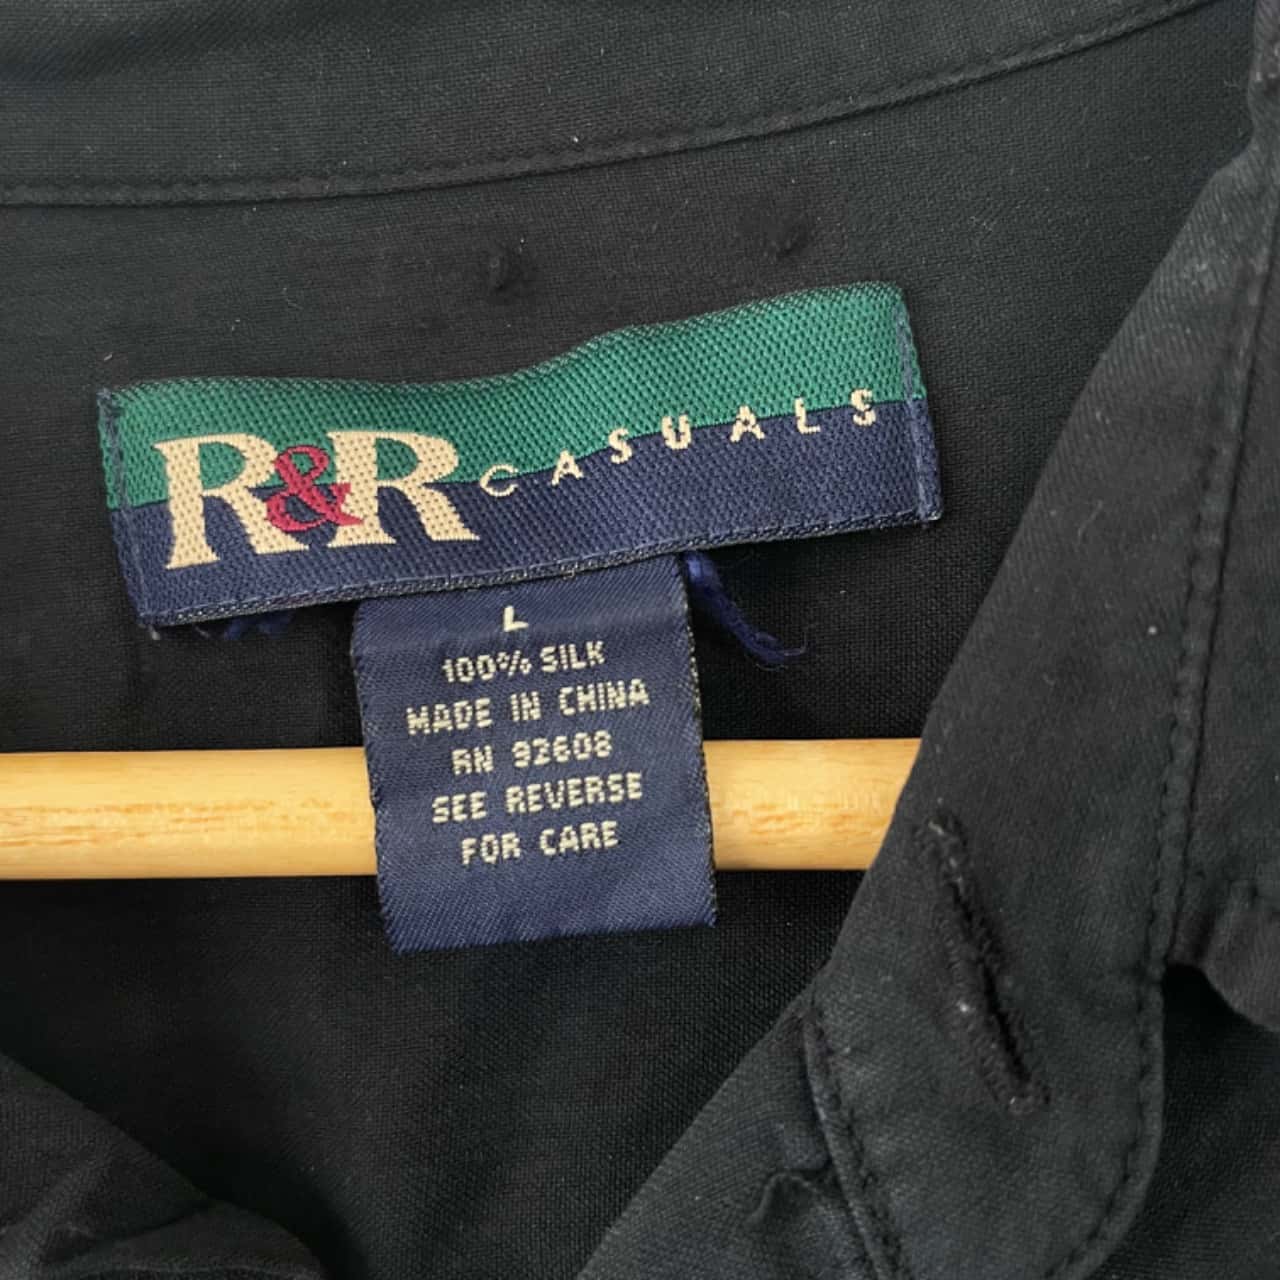 R&R CASUALS
L
100% SILK
MADE IN CHINA
RN 92608
SEE REVERSE
FOR CARE